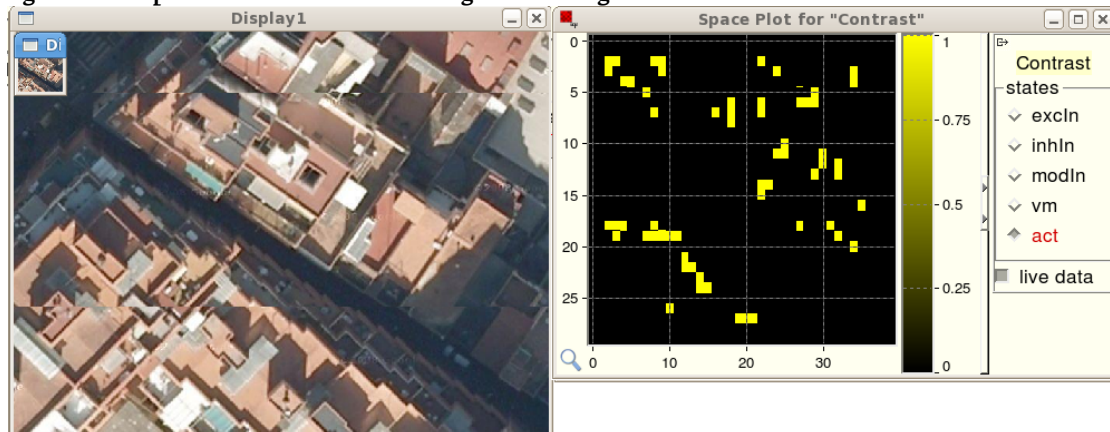 Display1
Di
Space Plot for "Contrast"
0
5
10
15
20
25
0
10
20
30
1
0.75
0.5
0.25
0
Contrast
states
excIn
inhIn
modIn
vm
act
live data